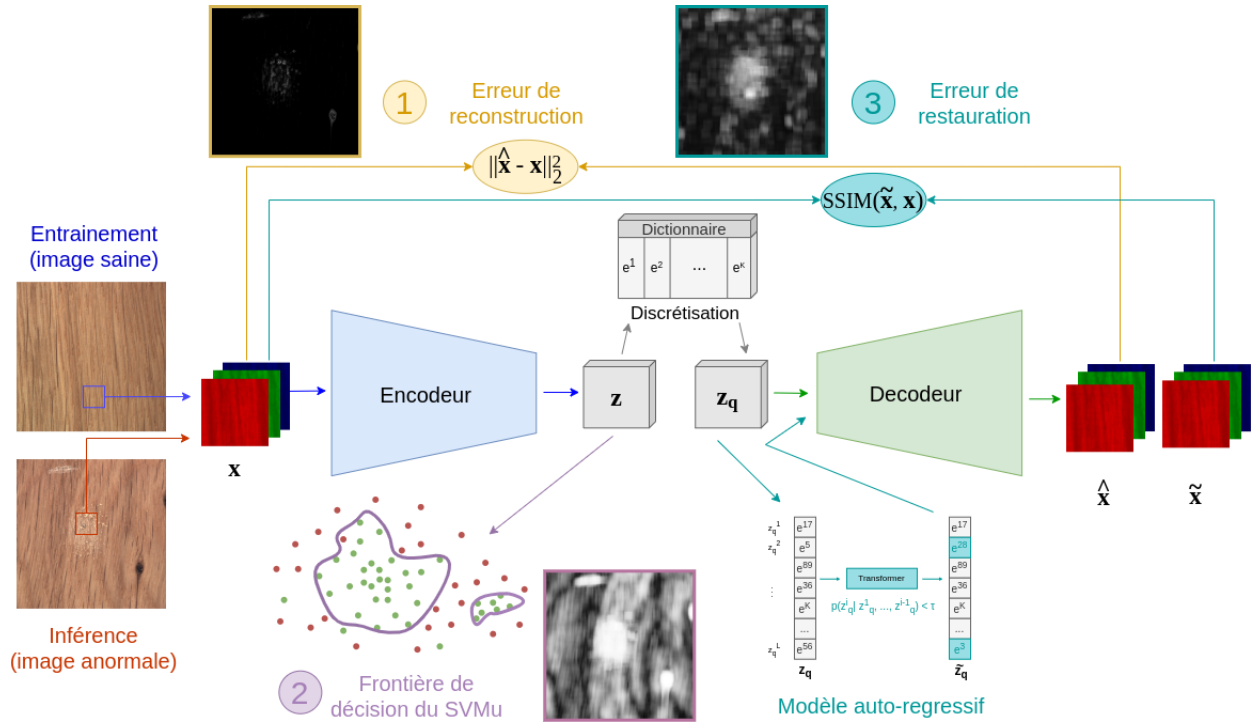 1
Erreur de
reconstruction
3
Erreur de
restauration
||x̂ - x||²₂
SSIM(x̃, x)
Entrainement
(image saine)
Dictionnaire
e¹ e² ... eᴷ
Discrétisation
Encodeur
z
z_q
Decodeur
x
x̂
x̃
z_q¹ e¹⁷
z_q² e⁵
e⁸⁹
⋮ e³⁶
eᴷ
...
z_qᴸ e⁵⁶
z_q
Transformer
p(zⁱ_q| z¹_q, ..., zⁱ⁻¹_q) < τ
e¹⁷
e²⁸
e⁸⁹
e³⁶
eᴷ
...
e³
z̃_q
Inférence
(image anormale)
2
Frontière de
décision du SVMu
Modèle auto-regressif